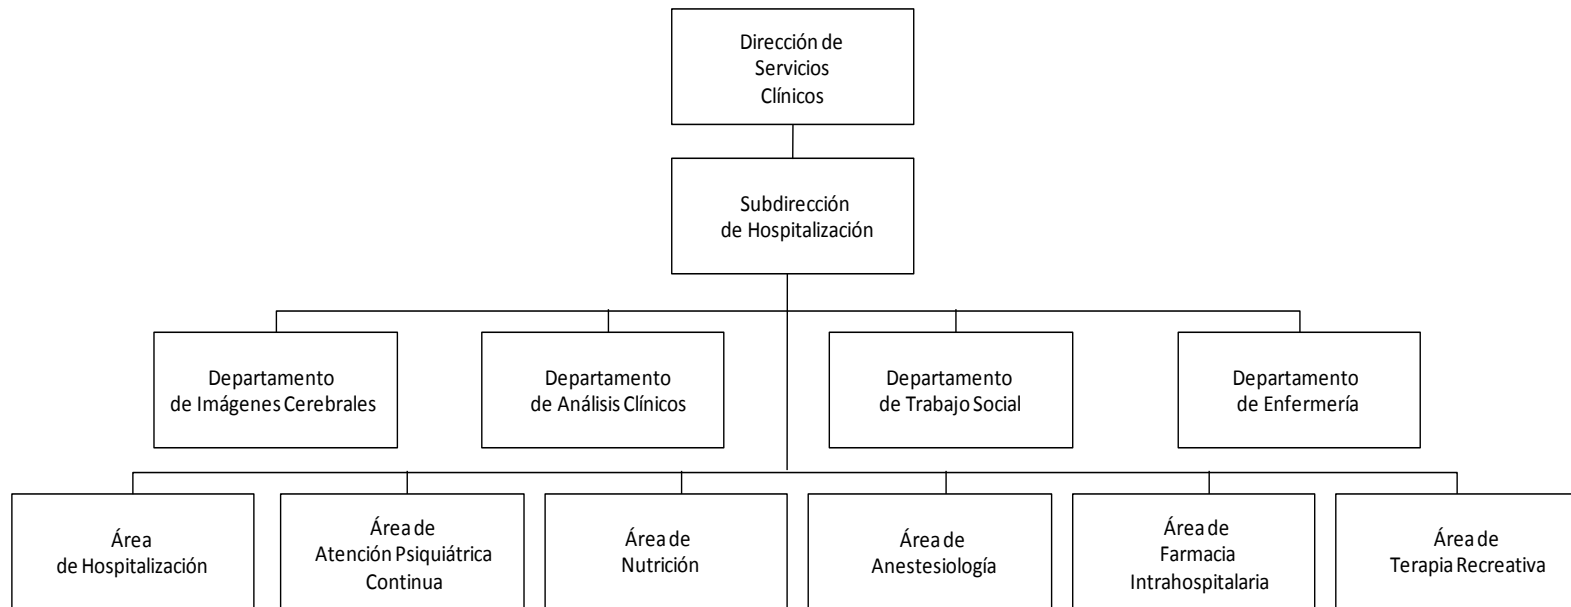 Dirección de
Servicios
Clínicos
Subdirección
de Hospitalización
Departamento
de Imágenes Cerebrales
Departamento
de Análisis Clínicos
Departamento
de Trabajo Social
Departamento
de Enfermería
Área
de Hospitalización
Área de
Atención Psiquiátrica
Continua
Área de
Nutrición
Área de
Anestesiología
Área de
Farmacia
Intrahospitalaria
Área de
Terapia Recreativa